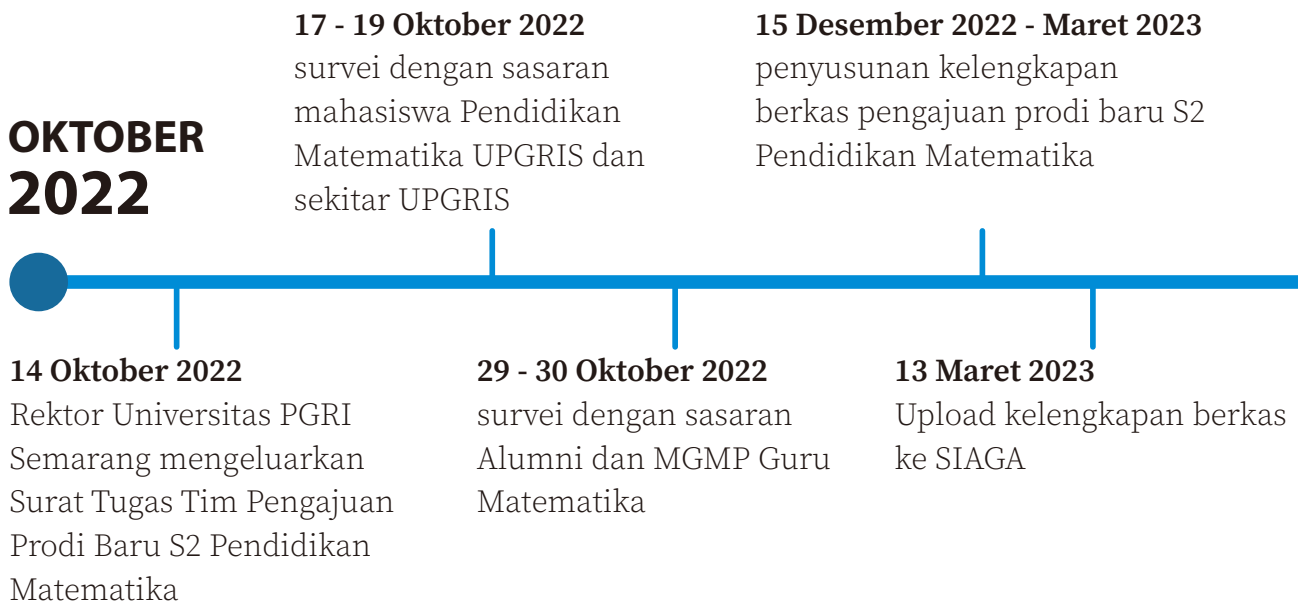 OKTOBER
2022
17 - 19 Oktober 2022
survei dengan sasaran
mahasiswa Pendidikan
Matematika UPGRIS dan
sekitar UPGRIS
15 Desember 2022 - Maret 2023
penyusunan kelengkapan
berkas pengajuan prodi baru S2
Pendidikan Matematika
14 Oktober 2022
Rektor Universitas PGRI
Semarang mengeluarkan
Surat Tugas Tim Pengajuan
Prodi Baru S2 Pendidikan
Matematika
29 - 30 Oktober 2022
survei dengan sasaran
Alumni dan MGMP Guru
Matematika
13 Maret 2023
Upload kelengkapan berkas
ke SIAGA